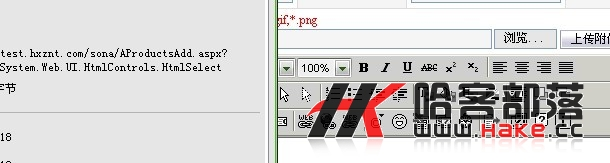 gif,*.png
浏览...
上传附
test.hxznt.com/sona/AProductsAdd.aspx?
System.Web.UI.HtmlControls.HtmlSelect
字节
18
100%
B I U ABC x² x₂
哈客部落
www.Hake.cc